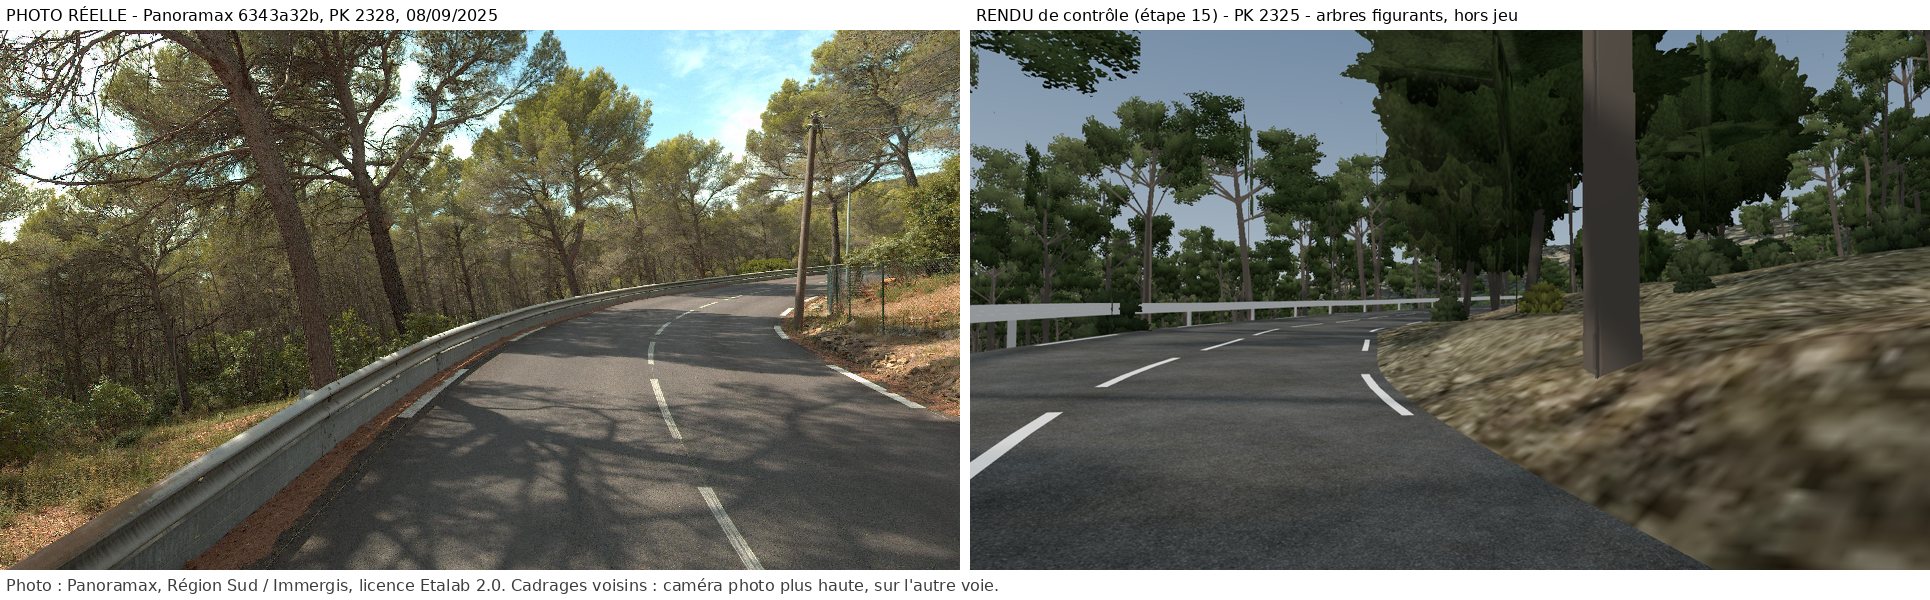 PHOTO RÉELLE - Panoramax 6343a32b, PK 2328, 08/09/2025
RENDU de contrôle (étape 15) - PK 2325 - arbres figurants, hors jeu
Photo : Panoramax, Région Sud / Immergis, licence Etalab 2.0. Cadrages voisins : caméra photo plus haute, sur l'autre voie.